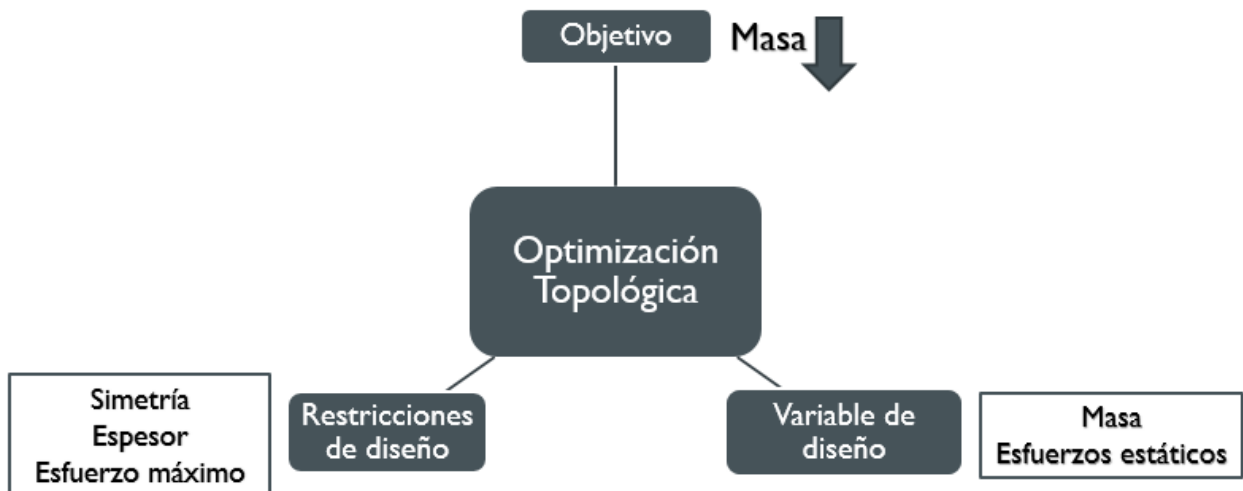 Objetivo
Masa
Optimización
Topológica
Simetría
Espesor
Esfuerzo máximo
Restricciones
de diseño
Variable de
diseño
Masa
Esfuerzos estáticos